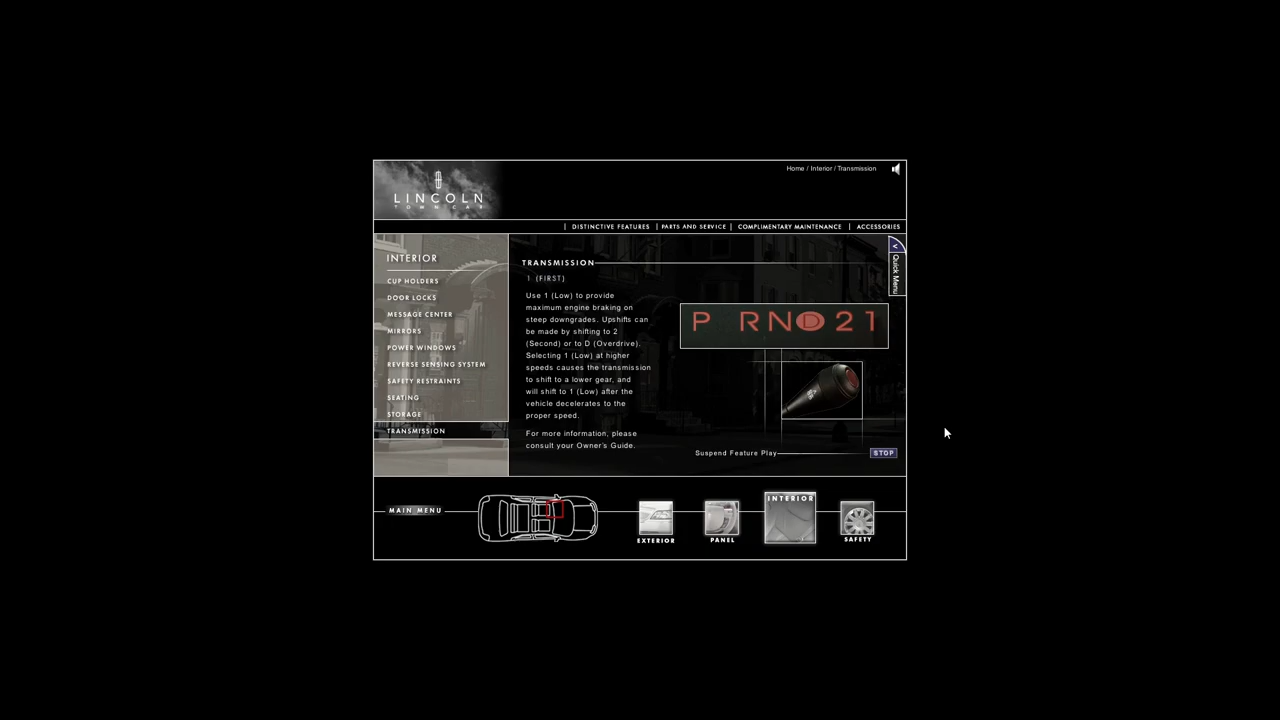 Home / Interior / Transmission
LINCOLN
TOWN CAR
DISTINCTIVE FEATURES | PARTS AND SERVICE | COMPLIMENTARY MAINTENANCE | ACCESSORIES
INTERIOR
CUP HOLDERS
DOOR LOCKS
MESSAGE CENTER
MIRRORS
POWER WINDOWS
REVERSE SENSING SYSTEM
SAFETY RESTRAINTS
SEATING
STORAGE
TRANSMISSION
TRANSMISSION
1 (FIRST)
Use 1 (Low) to provide
maximum engine braking on
steep downgrades. Upshifts can
be made by shifting to 2
(Second) or to D (Overdrive).
Selecting 1 (Low) at higher
speeds causes the transmission
to shift to a lower gear, and
will shift to 1 (Low) after the
vehicle decelerates to the
proper speed.
For more information, please
consult your Owner's Guide.
P RND21
Suspend Feature Play
STOP
< Quick Menu
MAIN MENU
EXTERIOR
PANEL
INTERIOR
SAFETY